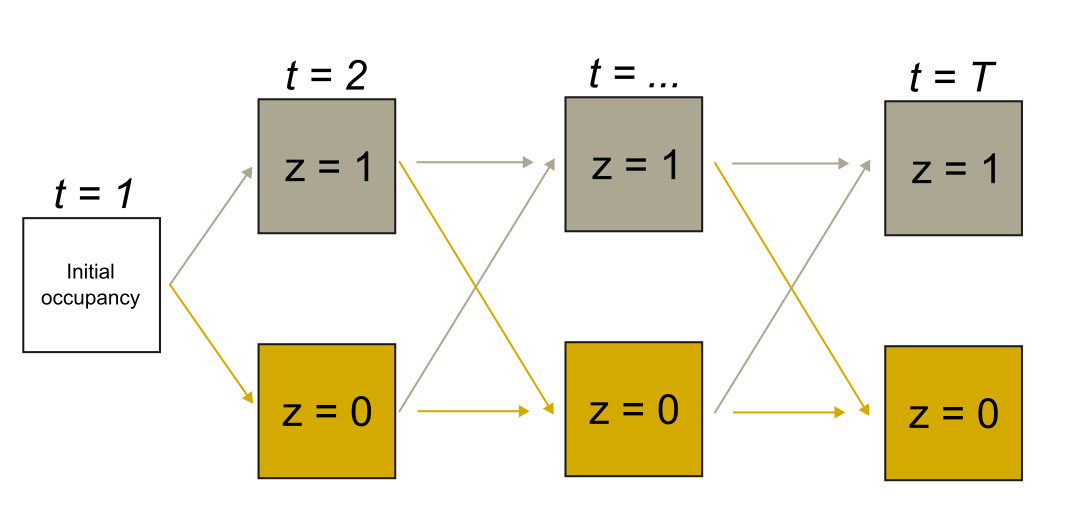 t = 1
Initial
occupancy
t = 2
z = 1
z = 0
t = ...
z = 1
z = 0
t = T
z = 1
z = 0